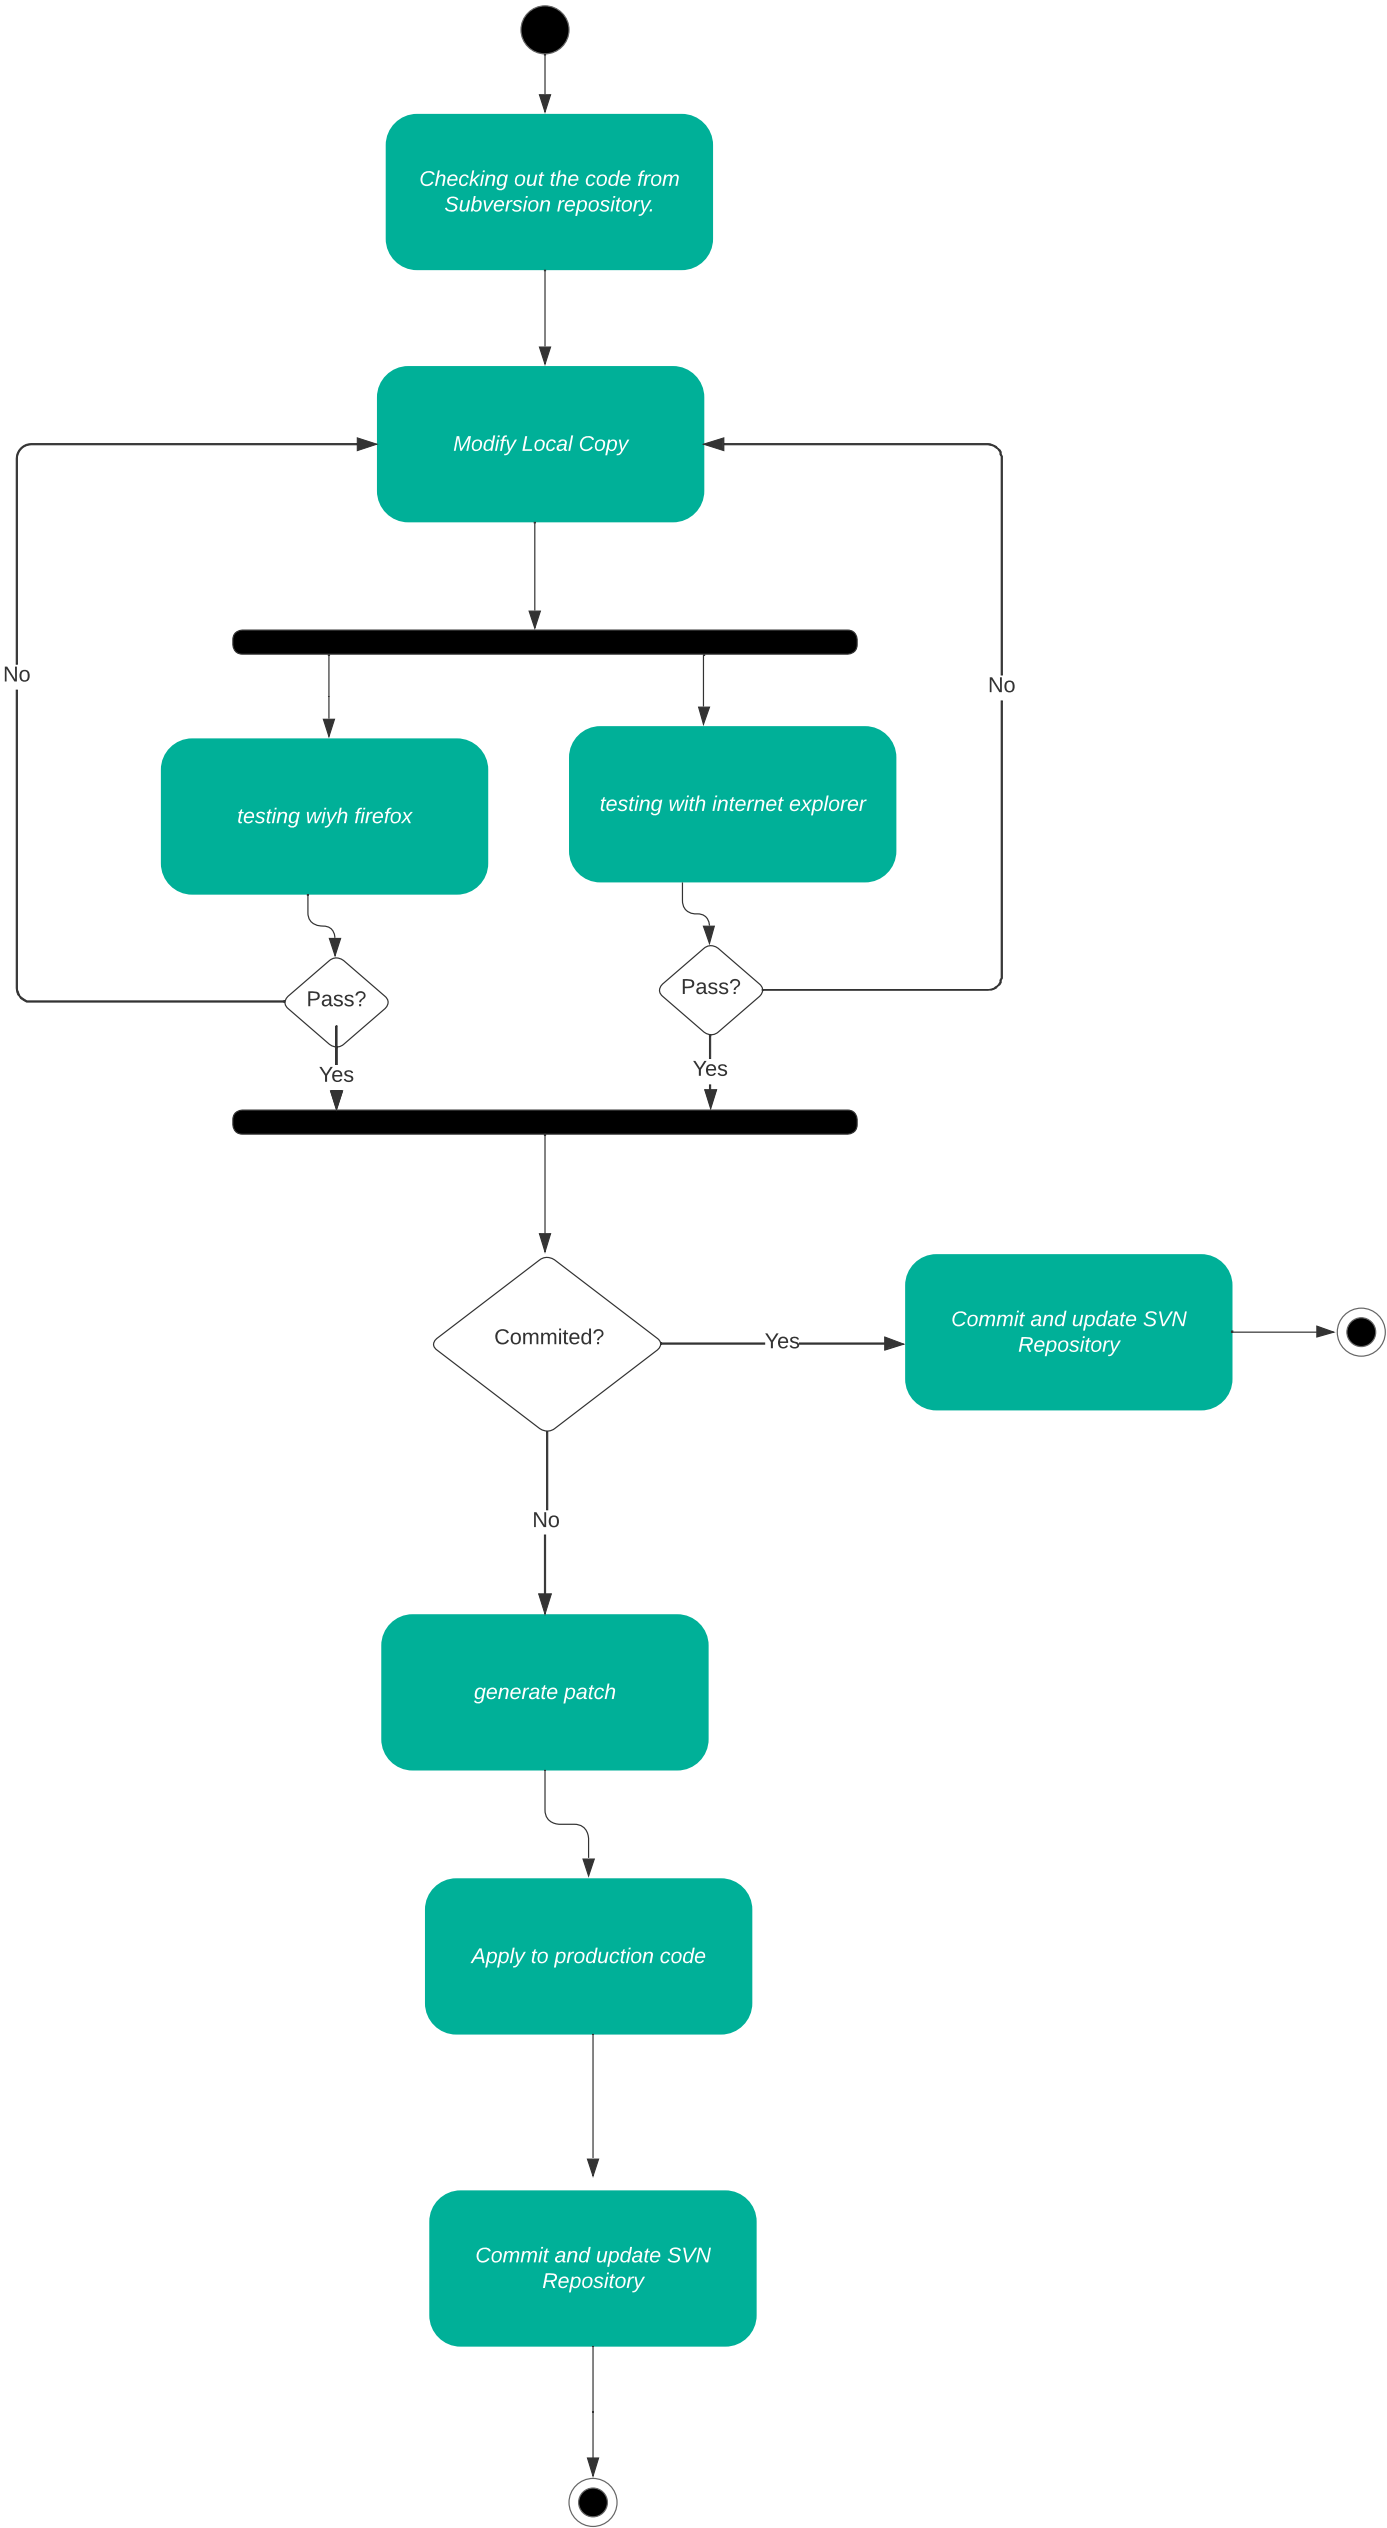 Checking out the code from
Subversion repository.
Modify Local Copy
No
No
testing wiyh firefox
testing with internet explorer
Pass?
Pass?
Yes
Yes
Commited?
Yes
Commit and update SVN
Repository
No
generate patch
Apply to production code
Commit and update SVN
Repository